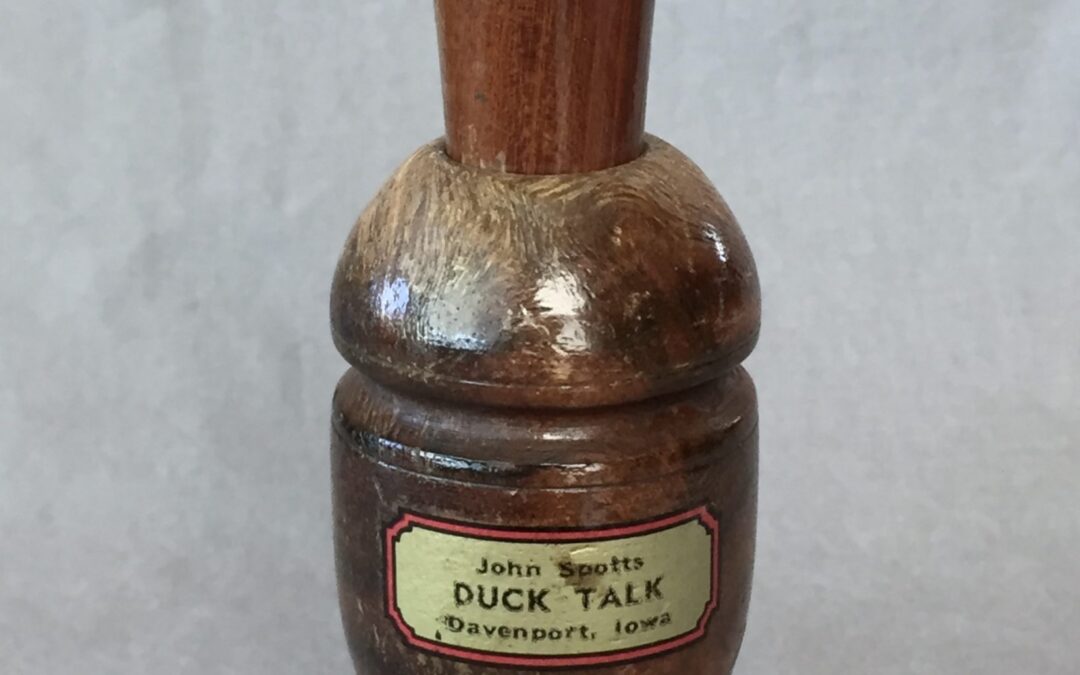 John Spotts
DUCK TALK
Davenport, Iowa